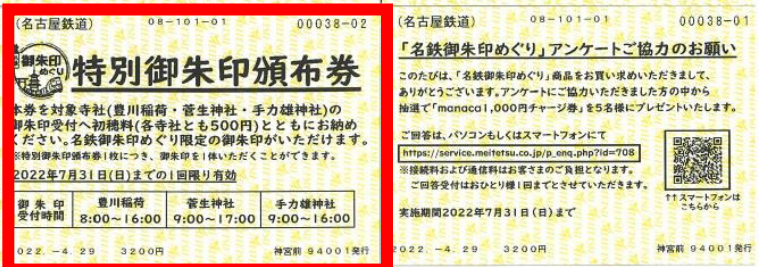 (名古屋鉄道) 08-101-01 00038-02
御朱印
めぐり
特別御朱印頒布券
本券を対象寺社(豊川稲荷・菅生神社・手力雄神社)の
御朱印受付へ初穂料(各寺社とも500円)とともにお納め
ください。名鉄御朱印めぐり限定の御朱印がいただけます。
※特別御朱印頒布券1枚につき、御朱印を1体いただくことができます。
2022年7月31日(日)までの1回限り有効
御朱印
受付時間
豊川稲荷
8:00~16:00
菅生神社
9:00~17:00
手力雄神社
9:00~16:00
2022.-4.29 3200円 神宮前 94001発行
(名古屋鉄道) 08-101-01 00038-01
「名鉄御朱印めぐり」アンケートご協力のお願い
このたびは、「名鉄御朱印めぐり」商品をお買い求めいただきまして、
ありがとうございます。アンケートにご協力いただきました方の中から
抽選で「manaca1,000円チャージ券」を5名様にプレゼントいたします。
ご回答は、パソコンもしくはスマートフォンにて
https://service.meitetsu.co.jp/p_enq.php?id=708
※接続料および通信料はお客さまのご負担となります。
ご回答受付はおひとり様1回までとさせていただきます。
↑↑スマートフォンは
こちらから
実施期間2022年7月31日(日)まで
2022.-4.29 3200円 神宮前 94001発行